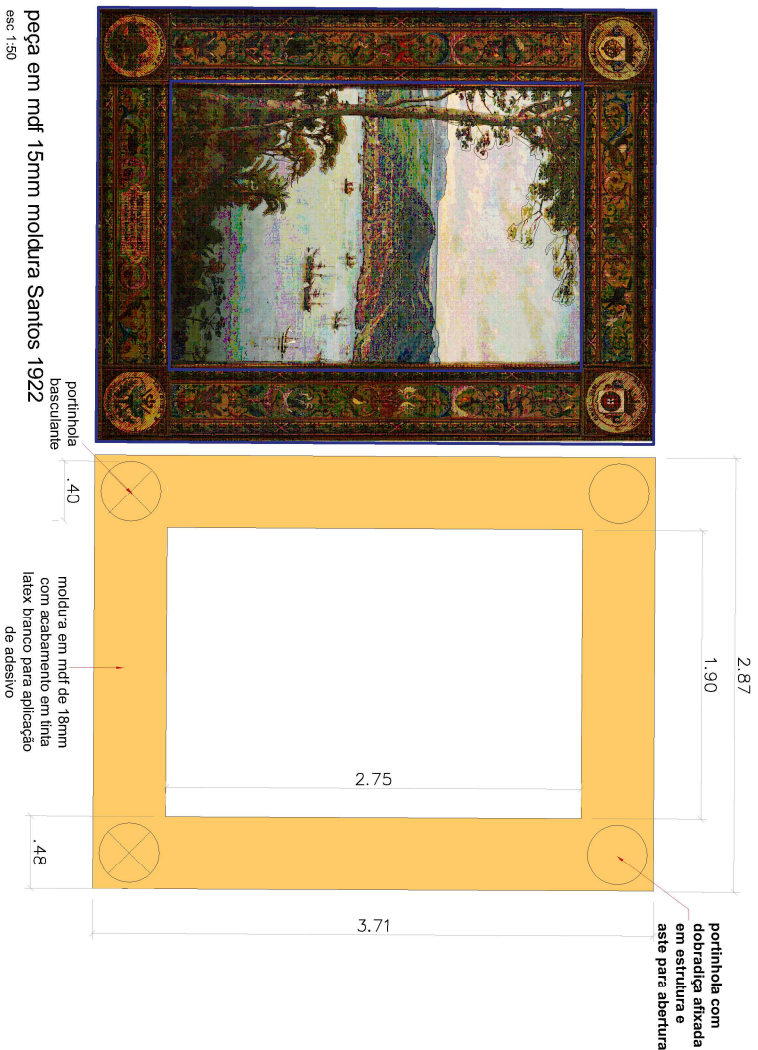 peça em mdf 15mm moldura Santos 1922
esc 1:50
portinhola
basculante
.40
moldura em mdf de 18mm
com acabamento em tinta
latex branco para aplicação
de adesivo
2.87
1.90
2.75
.48
3.71
portinhola com
dobradiça afixada
em estrutura e
aste para abertura